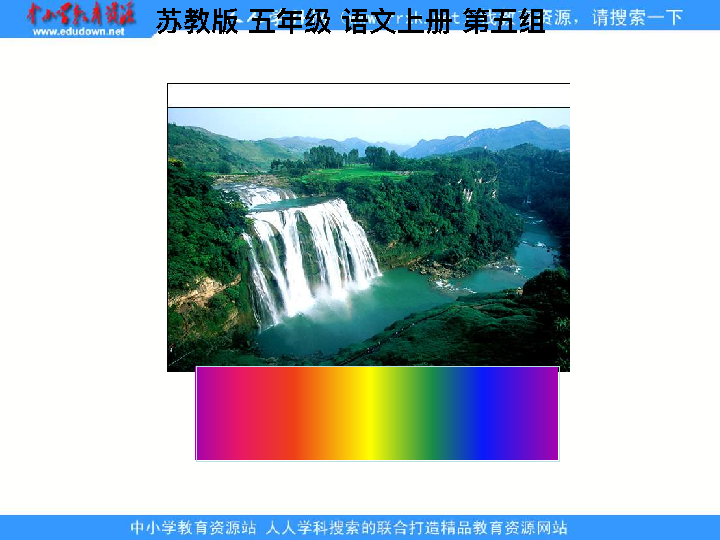 中小学教育资源
www.edudown.net
苏教版 五年级 语文上册 第五组
资源，请搜索一下
中小学教育资源站 人人学科搜索的联合打造精品教育资源网站